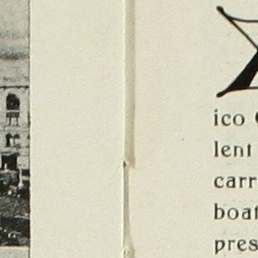 ico
lent
carr
boat
pres